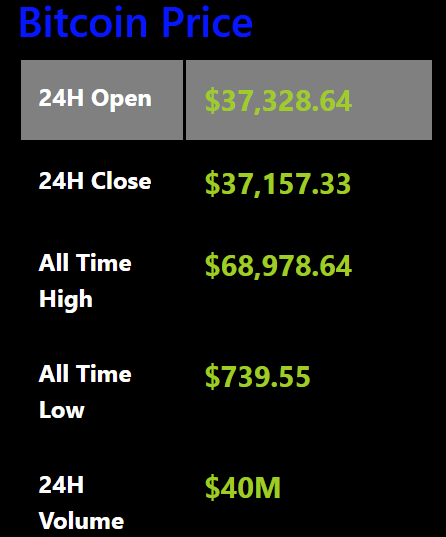 Bitcoin Price
24H Open $37,328.64
24H Close $37,157.33
All Time $68,978.64
High
All Time $739.55
Low
24H $40M
Volume